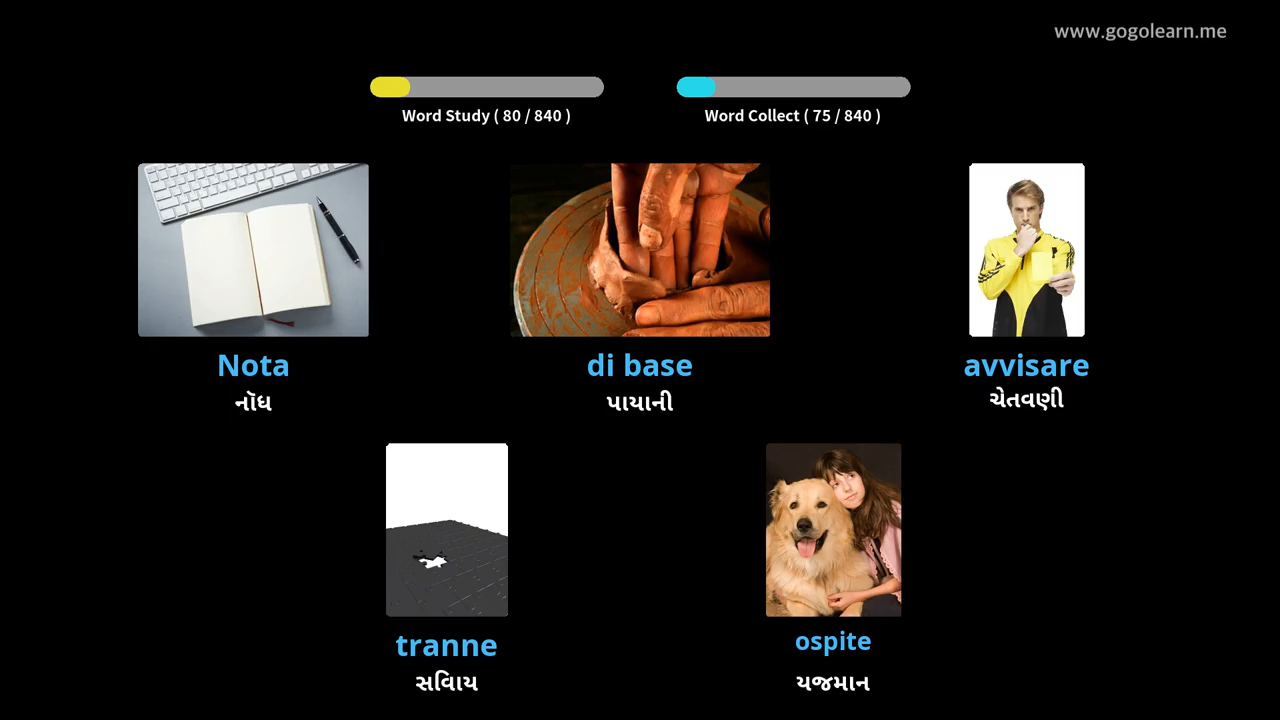 www.gogolearn.me
Word Study ( 80 / 840 )
Word Collect ( 75 / 840 )
Nota
નૉધ
di base
પાયાની
avvisare
ચેતવણી
tranne
સવિાય
ospite
યજમાન